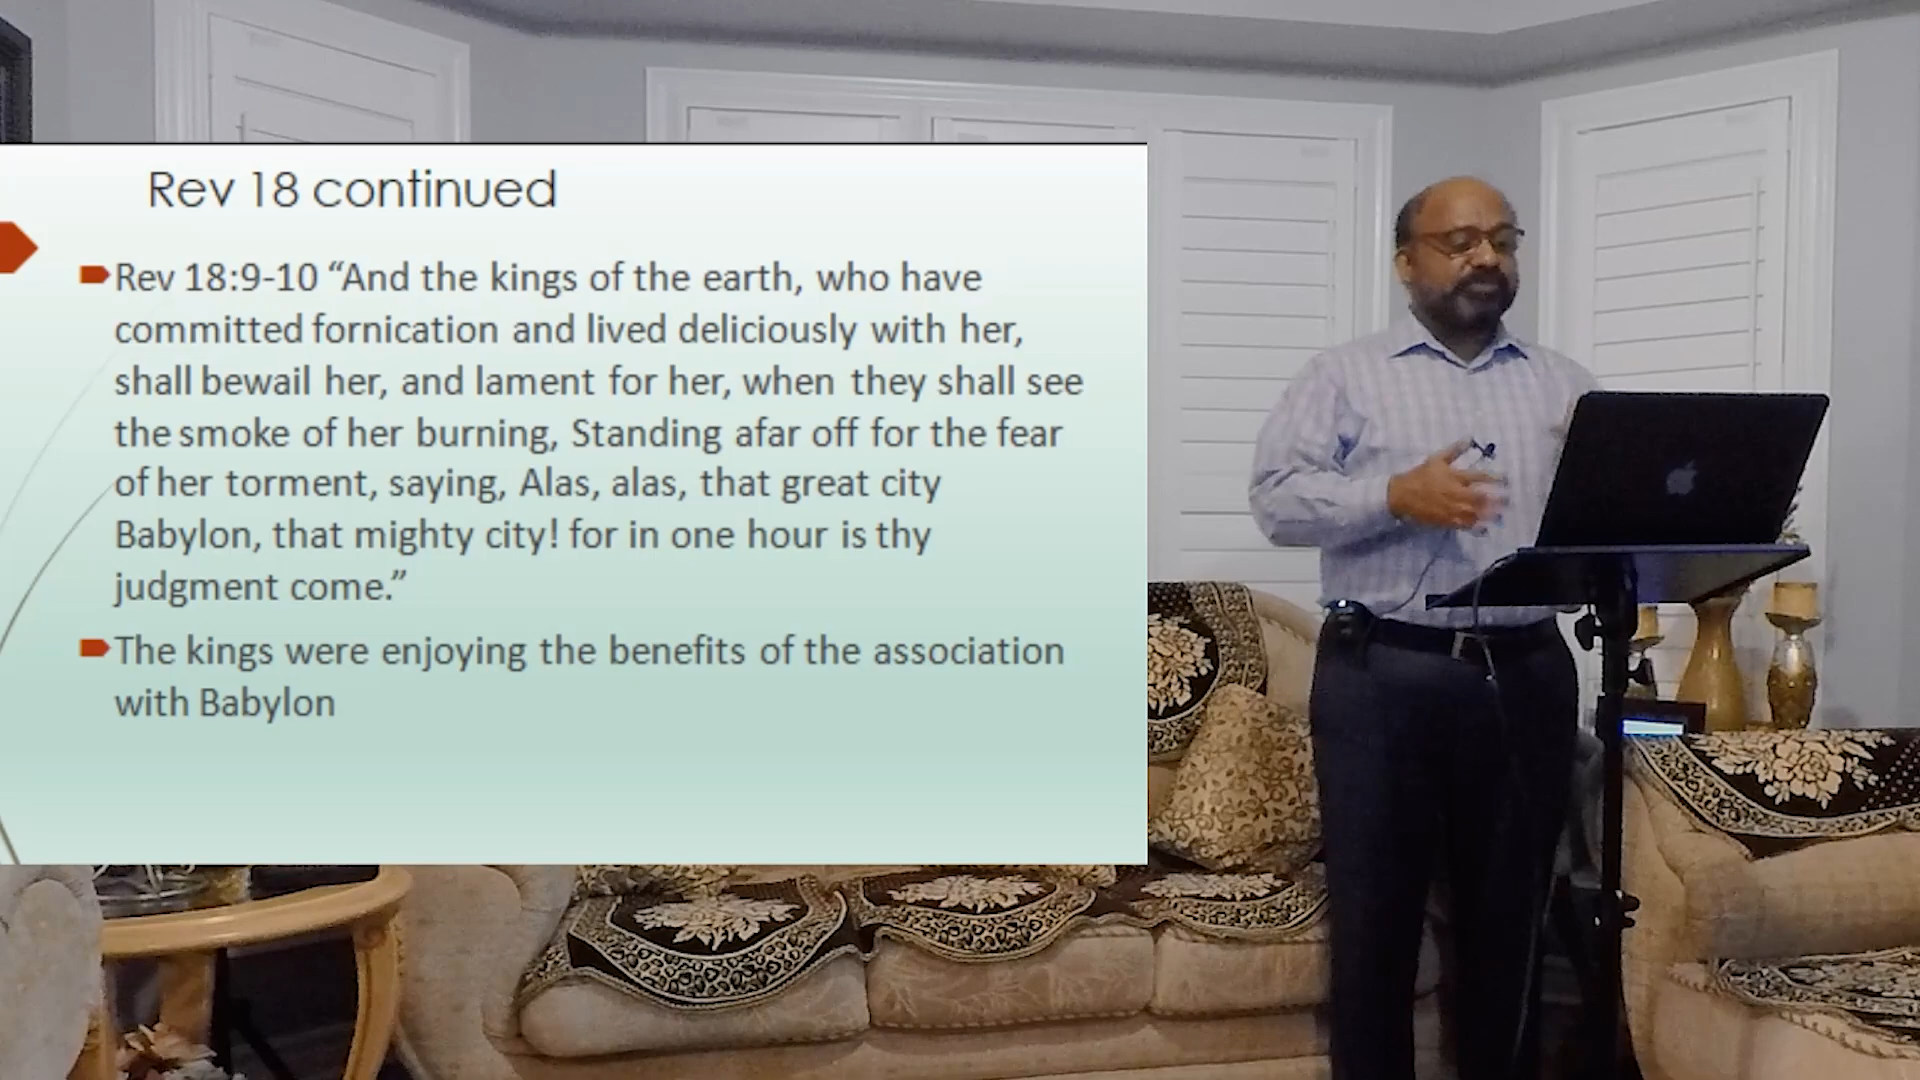 Rev 18 continued
Rev 18:9-10 “And the kings of the earth, who have
committed fornication and lived deliciously with her,
shall bewail her, and lament for her, when they shall see
the smoke of her burning, Standing afar off for the fear
of her torment, saying, Alas, alas, that great city
Babylon, that mighty city! for in one hour is thy
judgment come.”
The kings were enjoying the benefits of the association
with Babylon